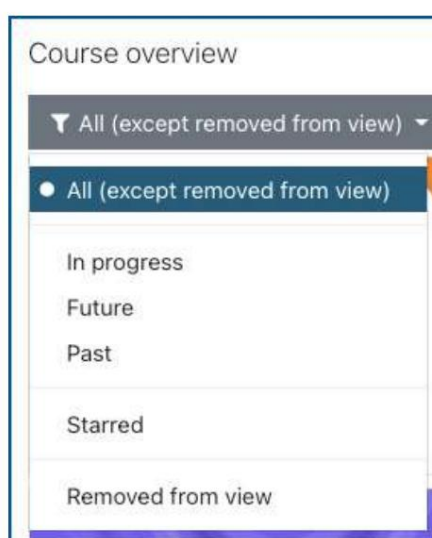 Course overview
All (except removed from view)
All (except removed from view)
In progress
Future
Past
Starred
Removed from view